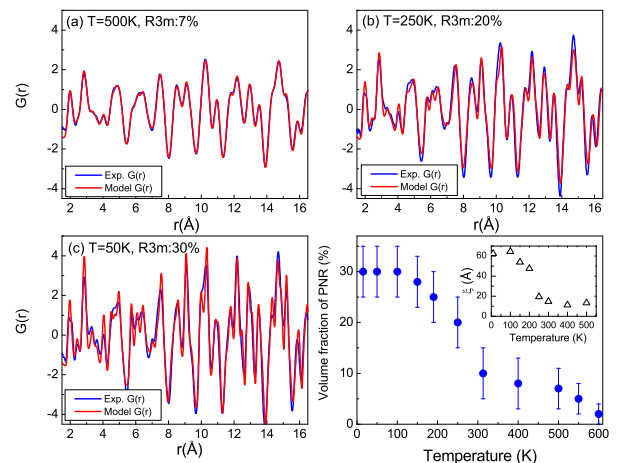 (a) T=500K, R3m:7%
4
2
0
-2
-4
G(r)
Exp. G(r)
Model G(r)
2 4 6 8 10 12 14 16
r(Å)
(b) T=250K, R3m:20%
4
2
0
-2
-4
Exp. G(r)
Model G(r)
2 4 6 8 10 12 14 16
r(Å)
(c) T=50K, R3m:30%
4
2
0
-2
-4
G(r)
Exp. G(r)
Model G(r)
2 4 6 8 10 12 14 16
r(Å)
Volume fraction of PNR (%)
40
30
20
10
0
0 100 200 300 400 500 600
Temperature (K)
ξ (Å)
60
40
20
0
0 100 200 300 400 500
Temperature (K)